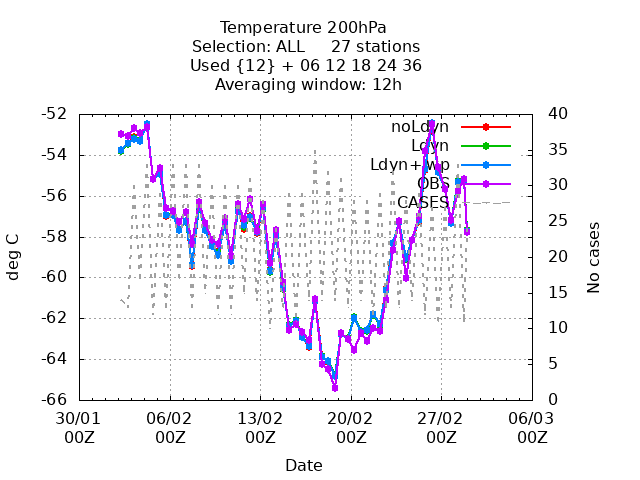 Temperature 200hPa
Selection: ALL 27 stations
Used {12} + 06 12 18 24 36
Averaging window: 12h
-52
-54
-56
-58
-60
-62
-64
-66
deg C
40
35
30
25
20
15
10
5
0
No cases
noLdyn
Ldyn
Ldyn+wp
OBS
CASES
30/01 06/02 13/02 20/02 27/02 06/03
00Z 00Z 00Z 00Z 00Z 00Z
Date